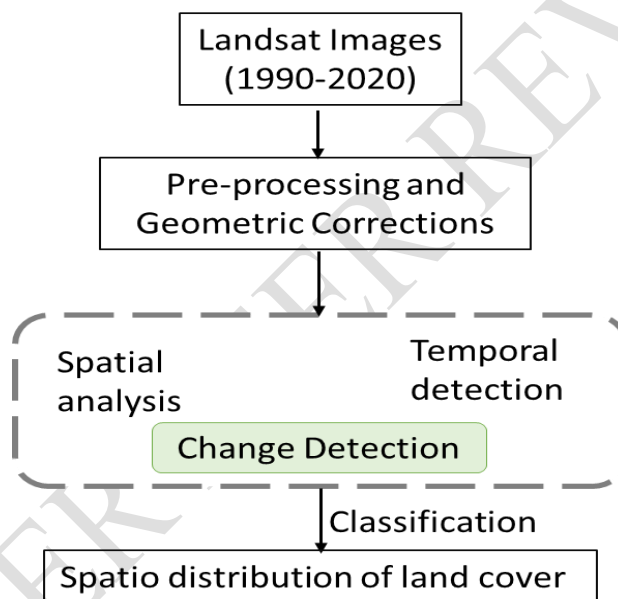 Landsat Images
(1990-2020)
Pre-processing and
Geometric Corrections
Spatial
analysis
Temporal
detection
Change Detection
Classification
Spatio distribution of land cover